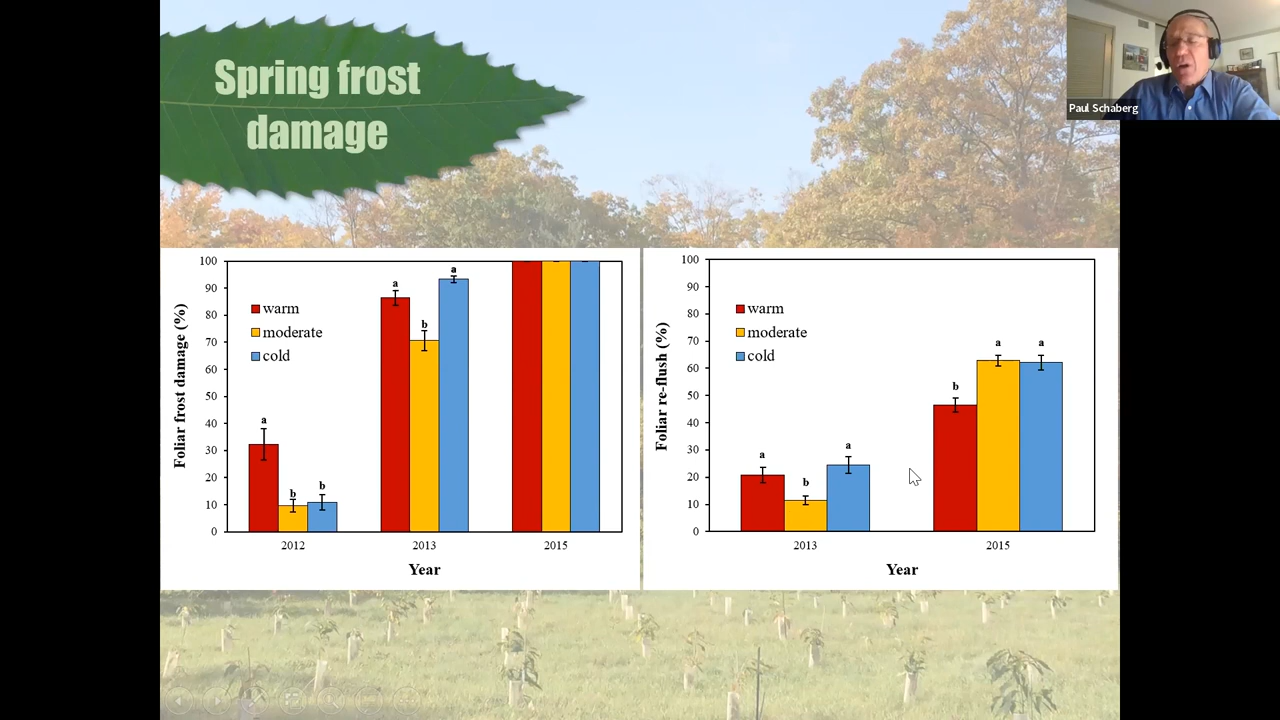 Spring frost
damage
Paul Schaberg
Foliar frost damage (%)
100
90
80
70
60
50
40
30
20
10
0
warm
moderate
cold
a
b
b
a
b
a
2012
2013
2015
Year
Foliar re-flush (%)
100
90
80
70
60
50
40
30
20
10
0
warm
moderate
cold
a
b
a
b
a
a
2013
2015
Year